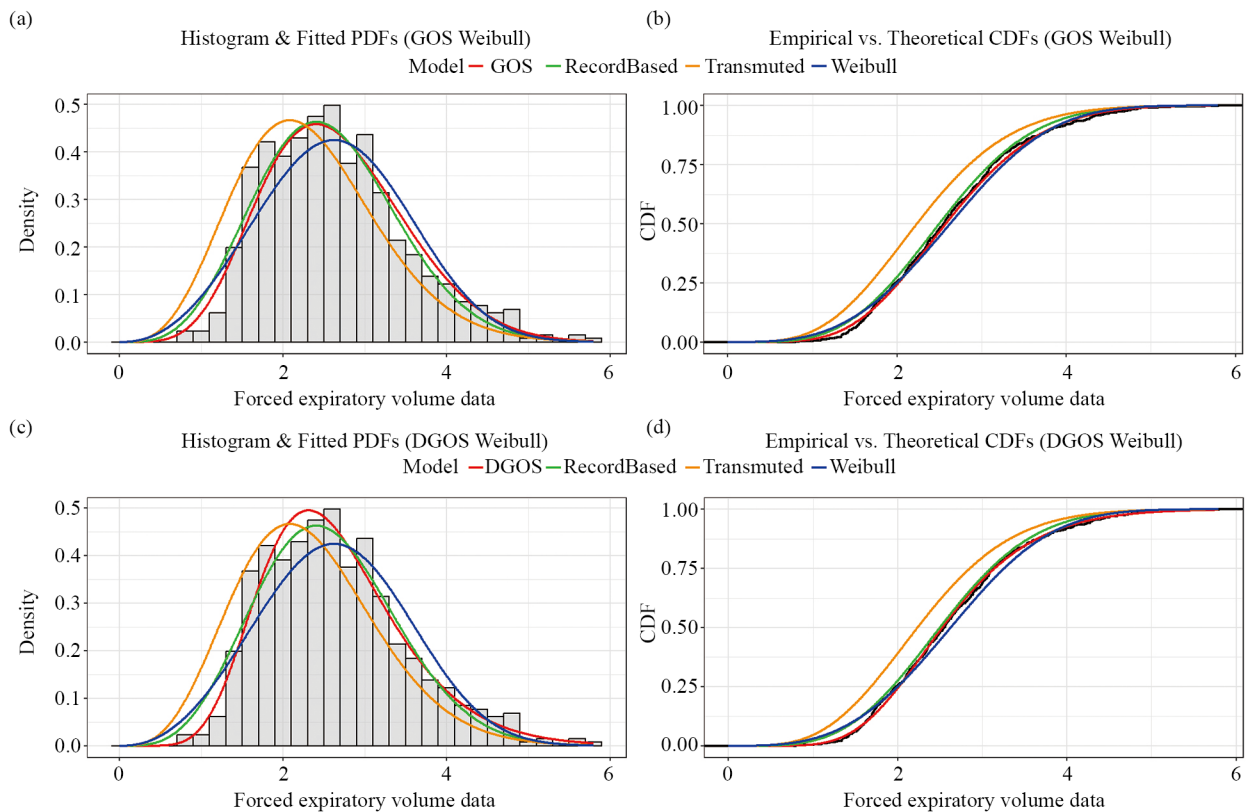 (a)
Histogram & Fitted PDFs (GOS Weibull)
Model GOS RecordBased Transmuted Weibull
Density
0.5
0.4
0.3
0.2
0.1
0.0
0 2 4 6
Forced expiratory volume data
(b)
Empirical vs. Theoretical CDFs (GOS Weibull)
CDF
1.00
0.75
0.50
0.25
0.00
0 2 4 6
Forced expiratory volume data
(c)
Histogram & Fitted PDFs (DGOS Weibull)
Model DGOS RecordBased Transmuted Weibull
Density
0.5
0.4
0.3
0.2
0.1
0.0
0 2 4 6
Forced expiratory volume data
(d)
Empirical vs. Theoretical CDFs (DGOS Weibull)
CDF
1.00
0.75
0.50
0.25
0.00
0 2 4 6
Forced expiratory volume data